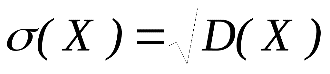 σ( X ) = √D( X )